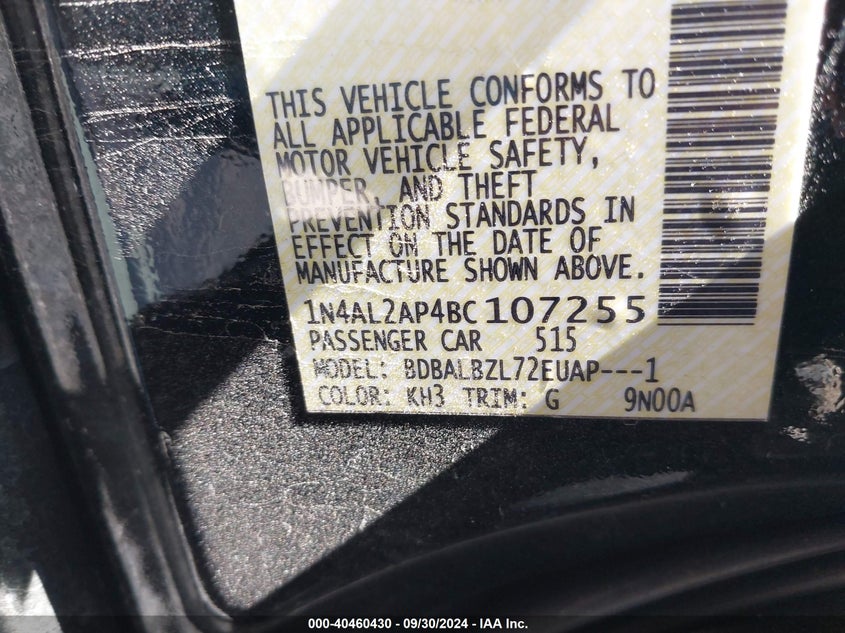 THIS VEHICLE CONFORMS TO
ALL APPLICABLE FEDERAL
MOTOR VEHICLE SAFETY,
BUMPER, AND THEFT
PREVENTION STANDARDS IN
EFFECT ON THE DATE OF
MANUFACTURE SHOWN ABOVE.
1N4AL2AP4BC107255
PASSENGER CAR 515
MODEL: BDBALBZL72EUAP---1
COLOR: KH3 TRIM: G 9N00A
000-40460430 - 09/30/2024 - IAA Inc.